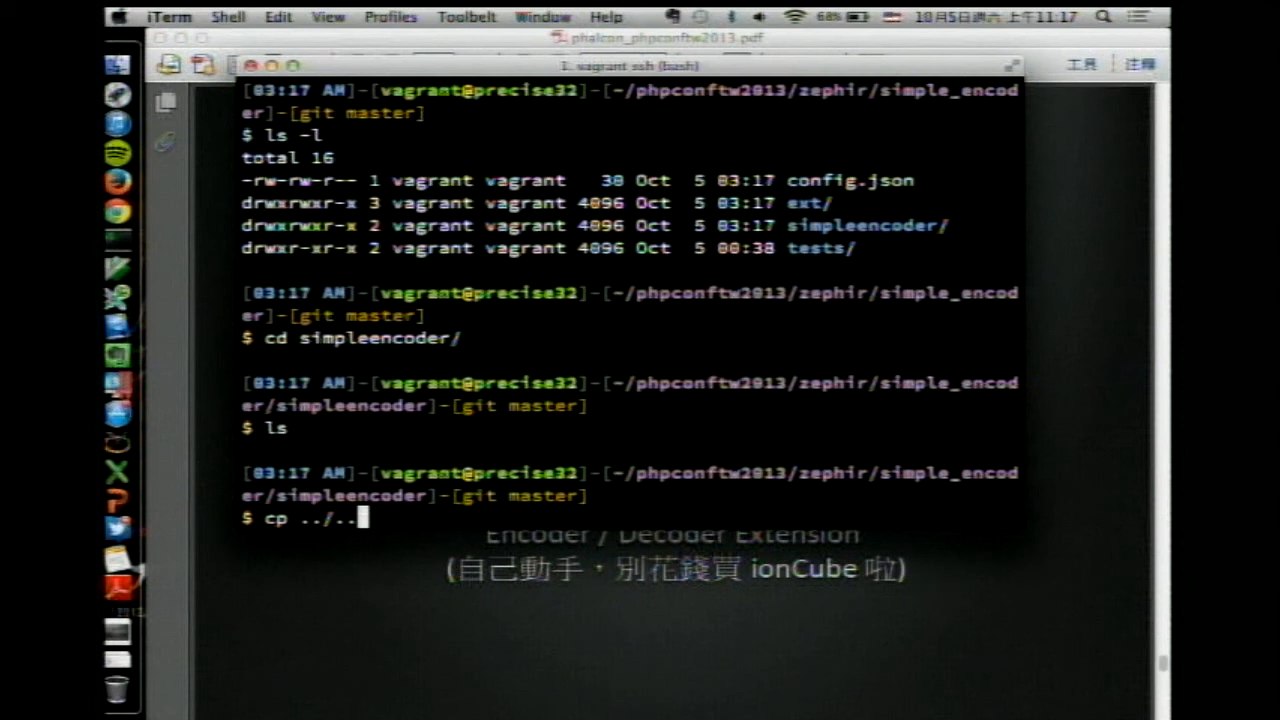 iTerm Shell Edit View Profiles Toolbelt Window Help 68% 10月5日週六 上午11:17
phalcon_phpconftw2013.pdf
1. vagrant ssh (bash)
工具 注釋
[03:17 AM]-[vagrant@precise32]-[~/phpconftw2013/zephir/simple_encod
er]-[git master]
$ ls -l
total 16
-rw-rw-r-- 1 vagrant vagrant 30 Oct 5 03:17 config.json
drwxrwxr-x 3 vagrant vagrant 4096 Oct 5 03:17 ext/
drwxrwxr-x 2 vagrant vagrant 4096 Oct 5 03:17 simpleencoder/
drwxr-xr-x 2 vagrant vagrant 4096 Oct 5 00:38 tests/
[03:17 AM]-[vagrant@precise32]-[~/phpconftw2013/zephir/simple_encod
er]-[git master]
$ cd simpleencoder/
[03:17 AM]-[vagrant@precise32]-[~/phpconftw2013/zephir/simple_encod
er/simpleencoder]-[git master]
$ ls
[03:17 AM]-[vagrant@precise32]-[~/phpconftw2013/zephir/simple_encod
er/simpleencoder]-[git master]
$ cp ../..
Encoder / Decoder Extension
(自己動手，別花錢買 ionCube 啦)